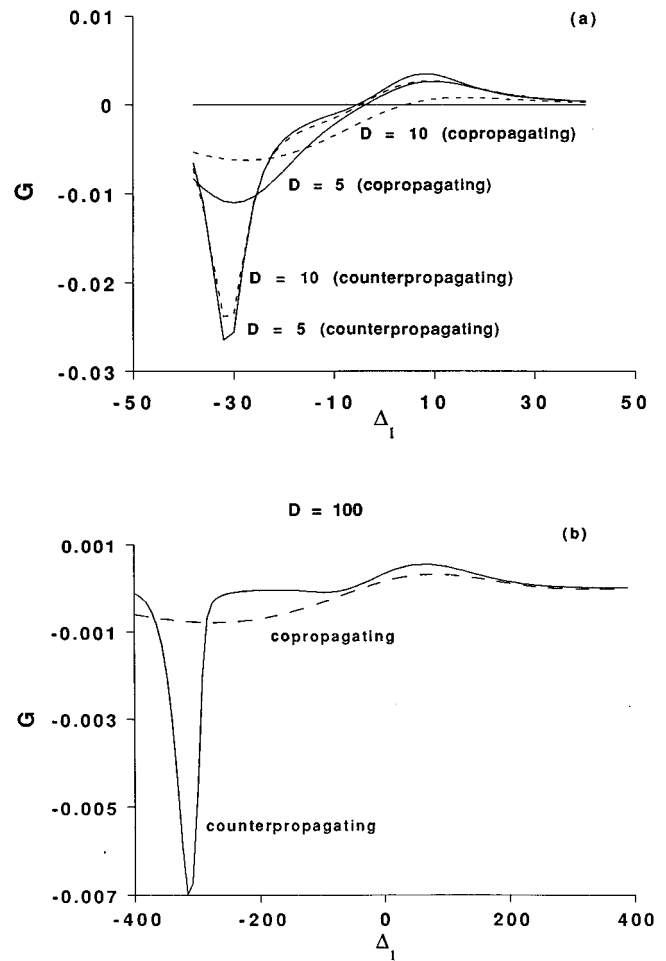 (a)
0.01
0
-0.01
-0.02
-0.03
G
D = 10 (copropagating)
D = 5 (copropagating)
D = 10 (counterpropagating)
D = 5 (counterpropagating)
-50
-30
-10
10
30
50
Δ1
D = 100
(b)
0.001
-0.001
-0.003
-0.005
-0.007
G
copropagating
counterpropagating
-400
-200
0
200
400
Δ1